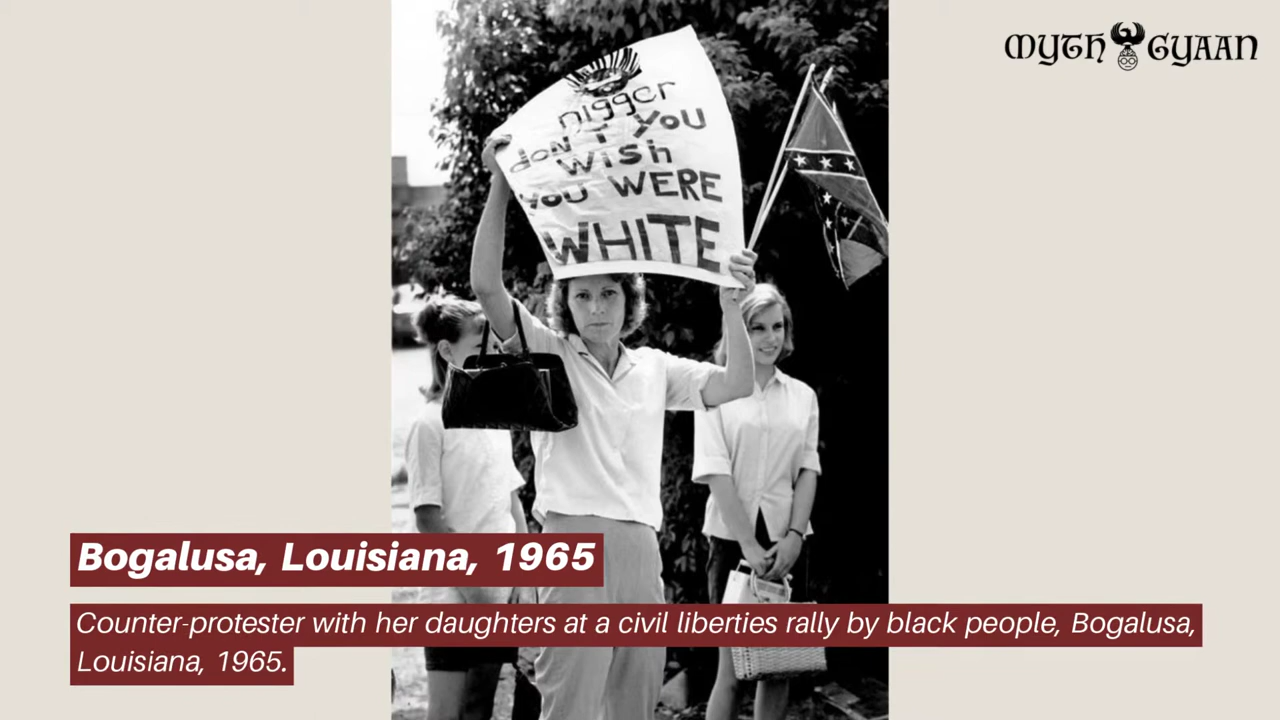 MYTH GYAAN
nigger
don't you
wish
you WERE
WHITE
Bogalusa, Louisiana, 1965
Counter-protester with her daughters at a civil liberties rally by black people, Bogalusa,
Louisiana, 1965.